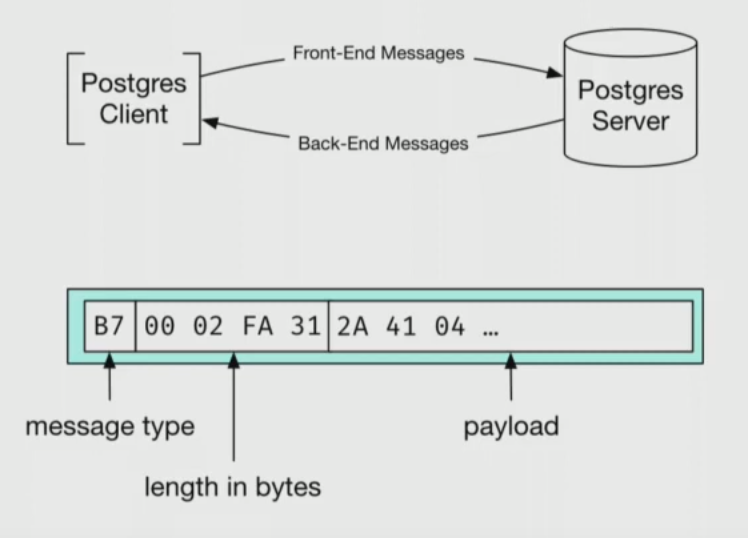 Front-End Messages
Postgres
Client
Postgres
Server
Back-End Messages
B7 00 02 FA 31 2A 41 04 …
message type
payload
length in bytes